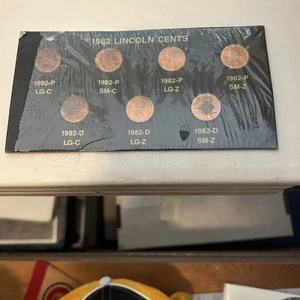 1982 LINCOLN CENTS
1982-P 1982-P 1982-P 1982-P
LG-C SM-C LG-Z SM-Z
1982-D 1982-D 1982-D
LG-C LG-Z SM-Z